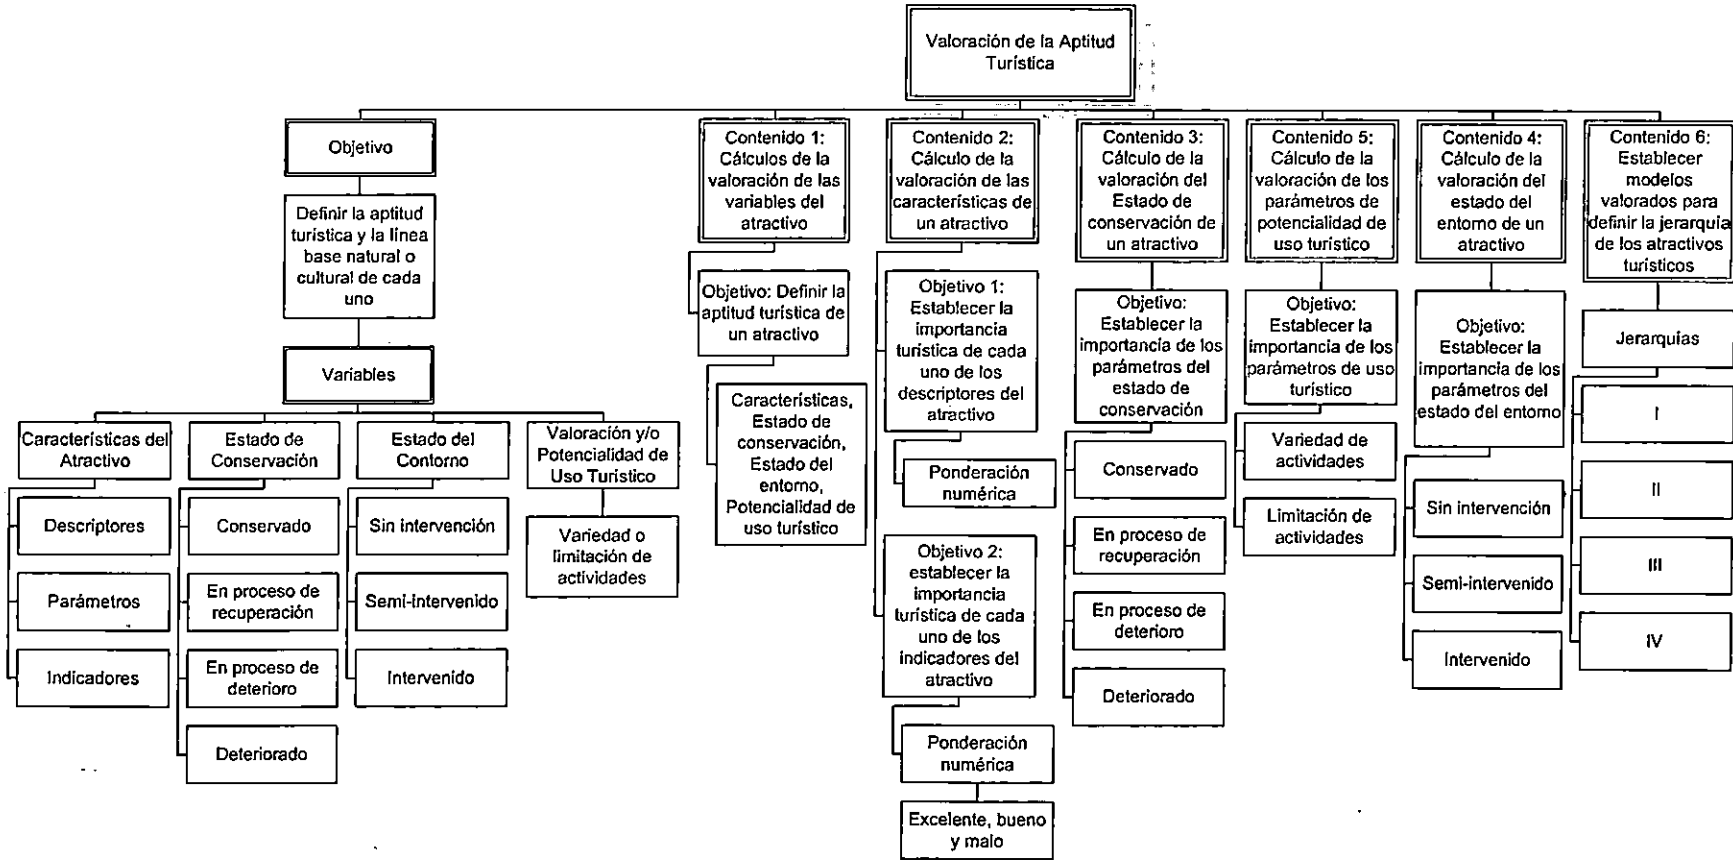 Valoración de la Aptitud
Turística
Objetivo
Definir la aptitud
turística y la línea
base natural o
cultural de cada
uno
Variables
Características del
Atractivo
Descriptores
Parámetros
Indicadores
Estado de
Conservación
Conservado
En proceso de
recuperación
En proceso de
deterioro
Deteriorado
Estado del
Contorno
Sin intervención
Semi-intervenido
Intervenido
Valoración y/o
Potencialidad de
Uso Turístico
Variedad o
limitación de
actividades
Contenido 1:
Cálculos de la
valoración de las
variables del
atractivo
Objetivo: Definir la
aptitud turística de
un atractivo
Características,
Estado de
conservación,
Estado del
entorno,
Potencialidad de
uso turístico
Contenido 2:
Cálculo de la
valoración de las
características de
un atractivo
Objetivo 1:
Establecer la
importancia
turística de cada
uno de los
descriptores del
atractivo
Ponderación
numérica
Objetivo 2:
establecer la
importancia
turística de cada
uno de los
indicadores del
atractivo
Ponderación
numérica
Excelente, bueno
y malo
Contenido 3:
Cálculo de la
valoración del
Estado de
conservación de
un atractivo
Objetivo:
Establecer la
importancia de los
parámetros del
estado de
conservación
Conservado
En proceso de
recuperación
En proceso de
deterioro
Deteriorado
Contenido 5:
Cálculo de la
valoración de los
parámetros de
potencialidad de
uso turístico
Objetivo:
Establecer la
importancia de los
parámetros de uso
turístico
Variedad de
actividades
Limitación de
actividades
Contenido 4:
Cálculo de la
valoración del
estado del
entorno de un
atractivo
Objetivo:
Establecer la
importancia de los
parámetros del
estado del entorno
Sin intervención
Semi-intervenido
Intervenido
Contenido 6:
Establecer
modelos
valorados para
definir la jerarquía
de los atractivos
turísticos
Jerarquías
I
II
III
IV